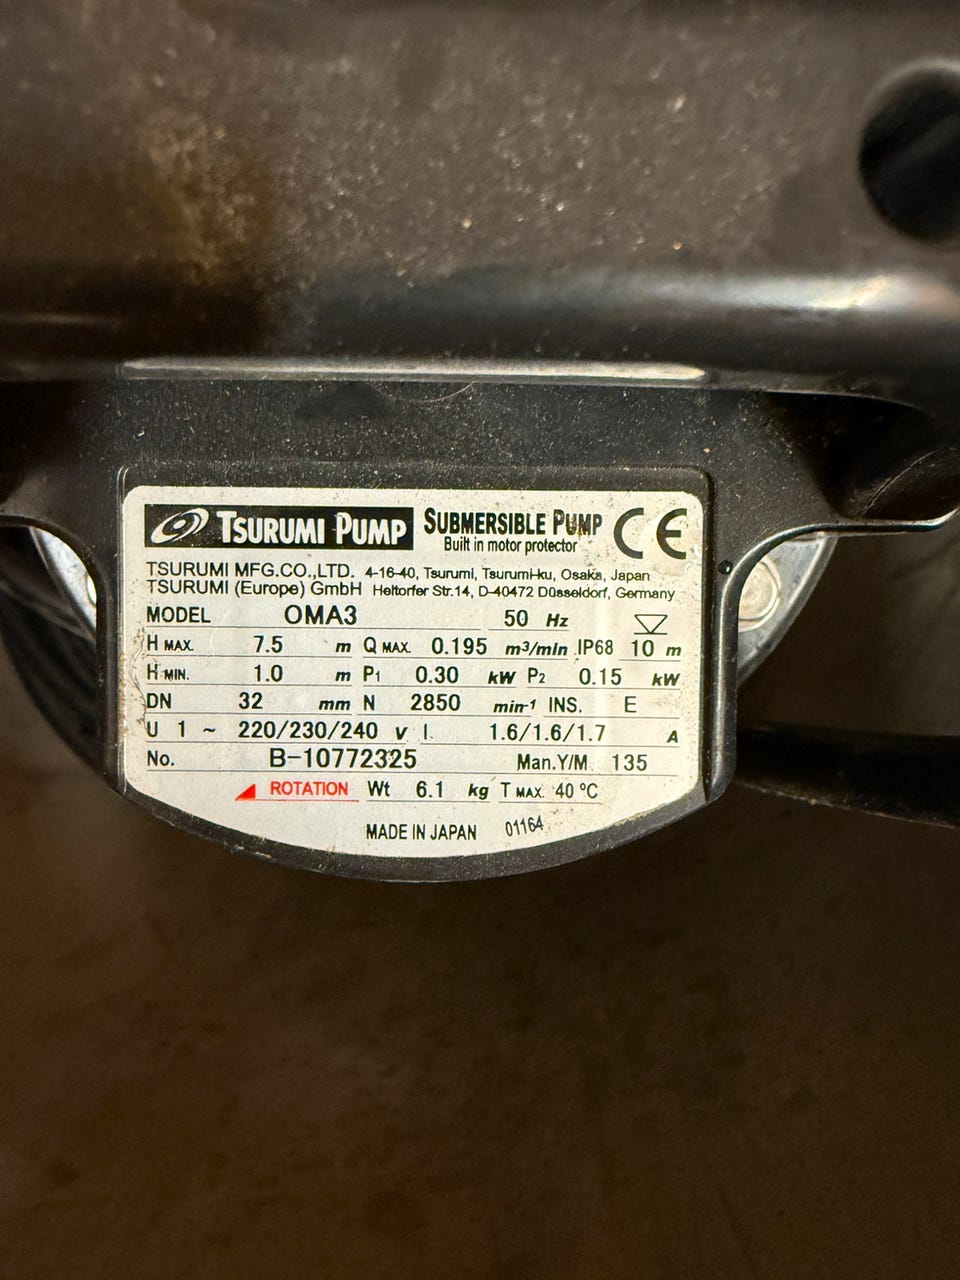 TSURUMI PUMP SUBMERSIBLE PUMP CE
Built in motor protector
TSURUMI MFG.CO.,LTD. 4-16-40, Tsurumi, Tsurumi-ku, Osaka, Japan
TSURUMI (Europe) GmbH Heltorfer Str.14, D-40472 Düsseldorf, Germany
MODEL OMA3 50 Hz
H MAX. 7.5 m Q MAX. 0.195 m³/min IP68 10 m
H MIN. 1.0 m P1 0.30 kW P2 0.15 kW
DN 32 mm N 2850 min-1 INS. E
U 1 ~ 220/230/240 V I 1.6/1.6/1.7 A
No. B-10772325 Man.Y/M 135
ROTATION Wt 6.1 kg T MAX. 40 °C
MADE IN JAPAN 01164